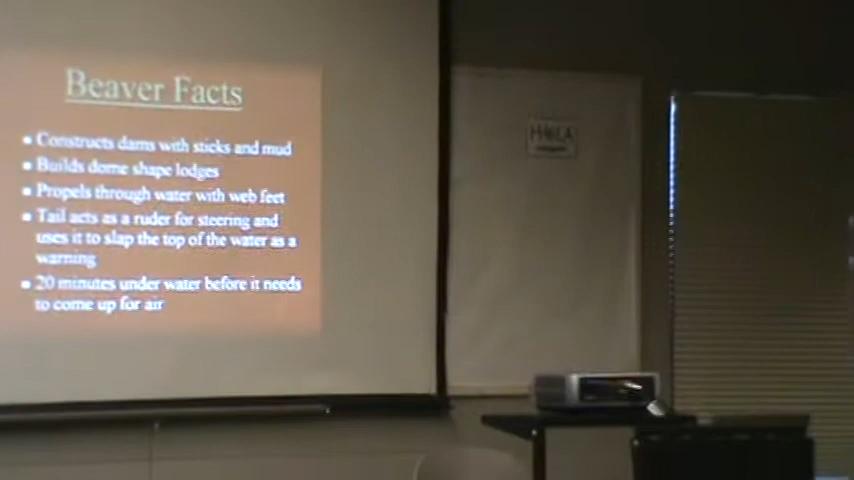 Beaver Facts
Constructs dams with sticks and mud
Builds dome shape lodges
Propels through water with web feet
Tail acts as a ruder for steering and
uses it to slap the top of the water as a
warning
20 minutes under water before it needs
to come up for air